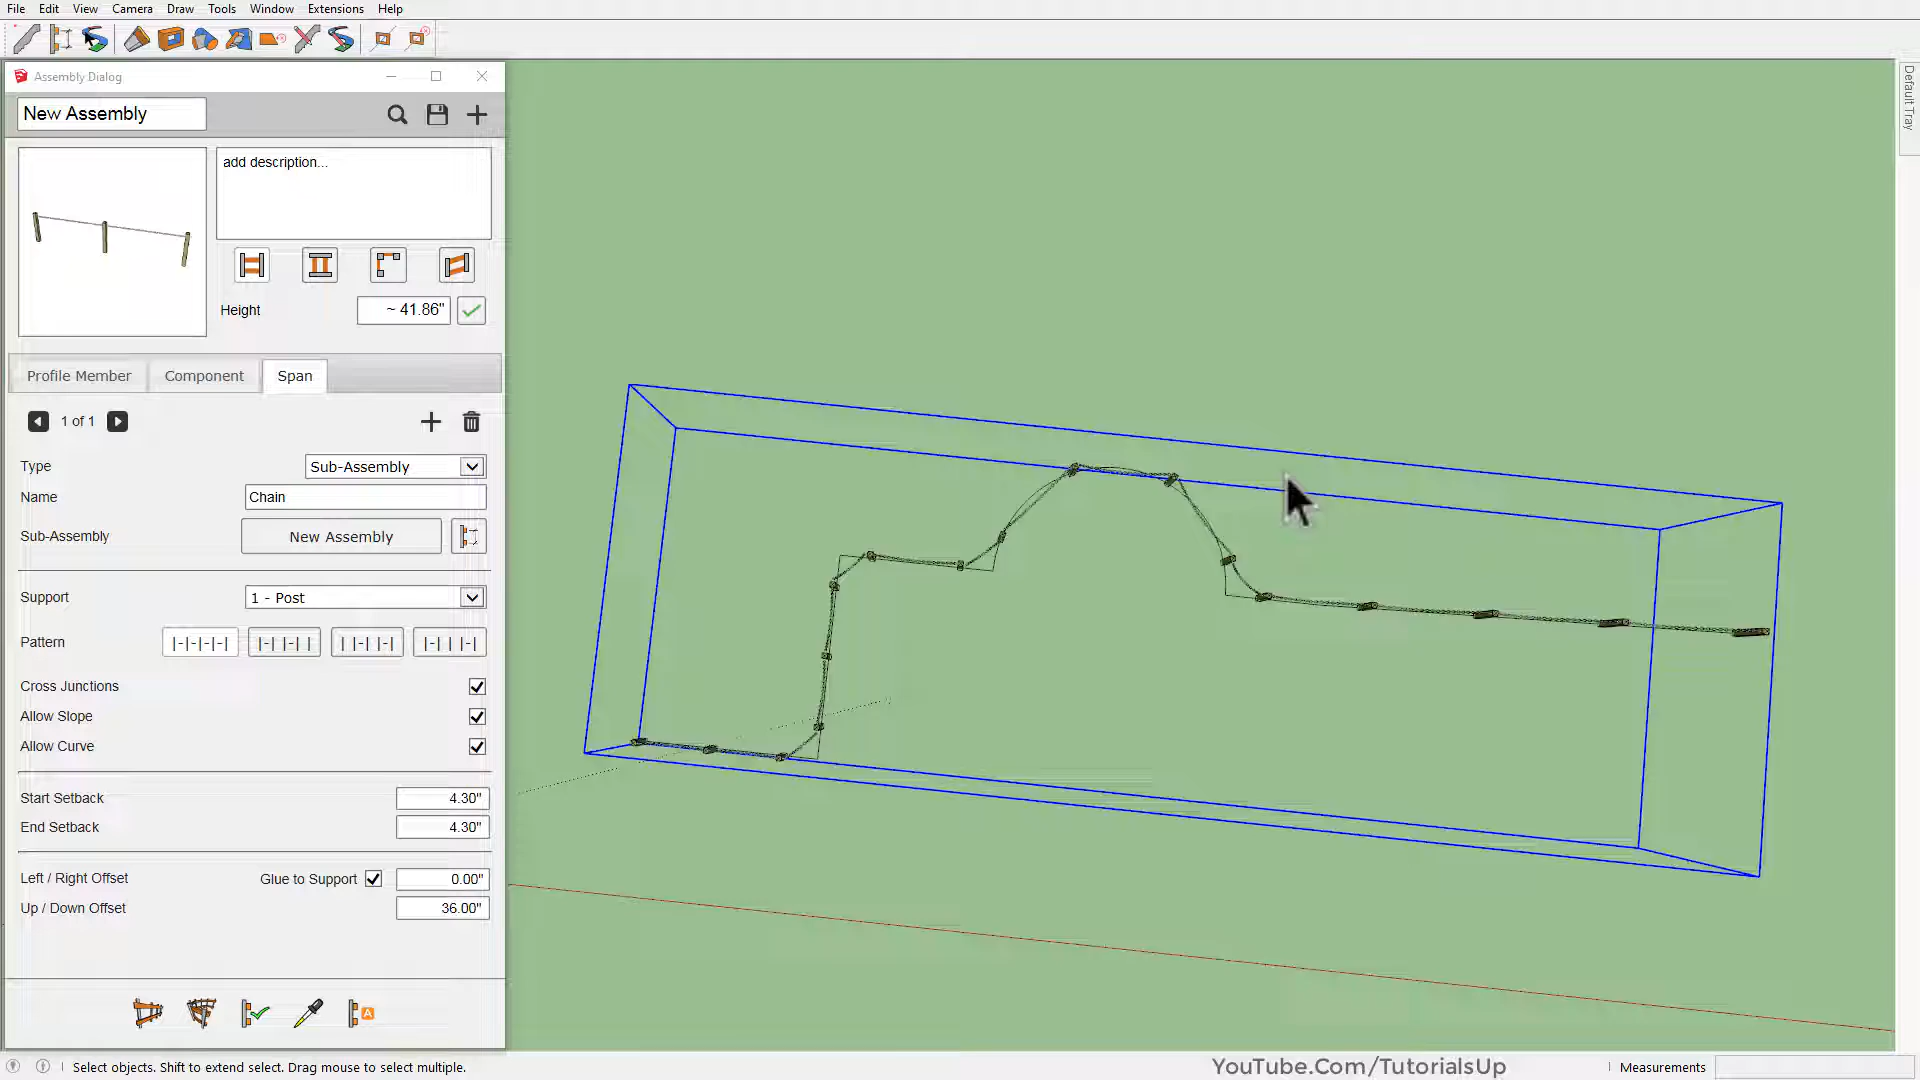 File Edit View Camera Draw Tools Window Extensions Help
Assembly Dialog
New Assembly
add description...
Height ~ 41.86"
Profile Member Component Span
1 of 1
Type Sub-Assembly
Name Chain
Sub-Assembly New Assembly
Support 1 - Post
Pattern |-|-|-|-| |-| |-| | | |-| |-| |-| | |-|
Cross Junctions
Allow Slope
Allow Curve
Start Setback 4.30"
End Setback 4.30"
Left / Right Offset Glue to Support 0.00"
Up / Down Offset 36.00"
A
Default Tray
Select objects. Shift to extend select. Drag mouse to select multiple.
YouTube.Com/TutorialsUp
Measurements